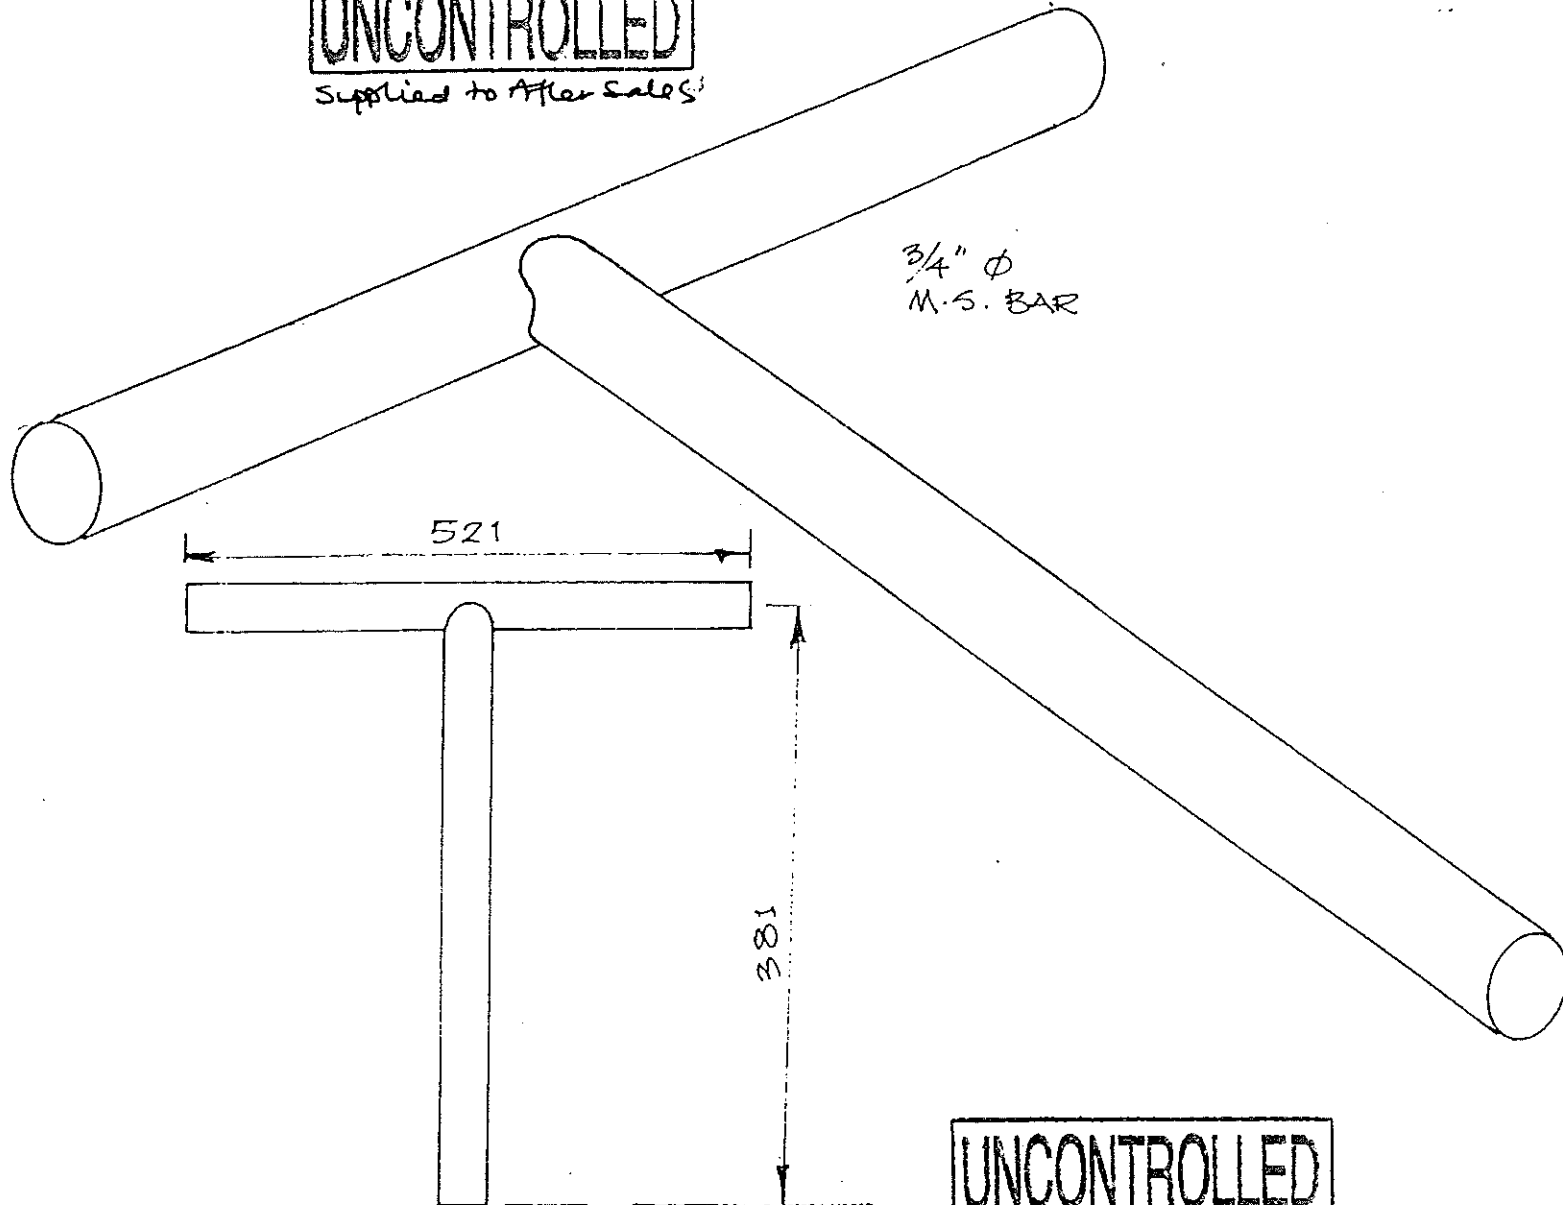 UNCONTROLLED
Supplied to After Sales
3/4" Ø
M.S. BAR
521
381
UNCONTROLLED